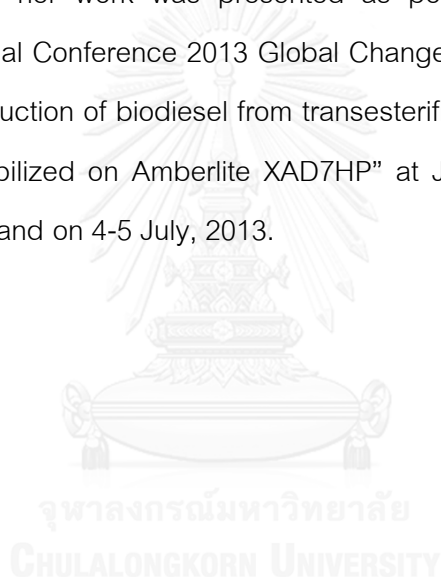 her work was presented as
al Conference 2013 Global Change
uction of biodiesel from transesterif
bilized on Amberlite XAD7HP” at J
and on 4-5 July, 2013.
จุฬาลงกรณ์มหาวิทยาลัย
CHULALONGKORN UNIVERSITY